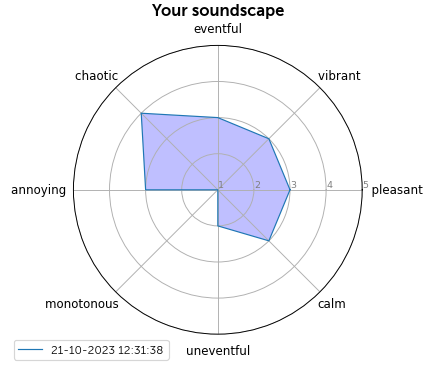 Your soundscape
eventful
chaotic
vibrant
annoying
1 2 3 4 5
pleasant
monotonous
calm
uneventful
21-10-2023 12:31:38